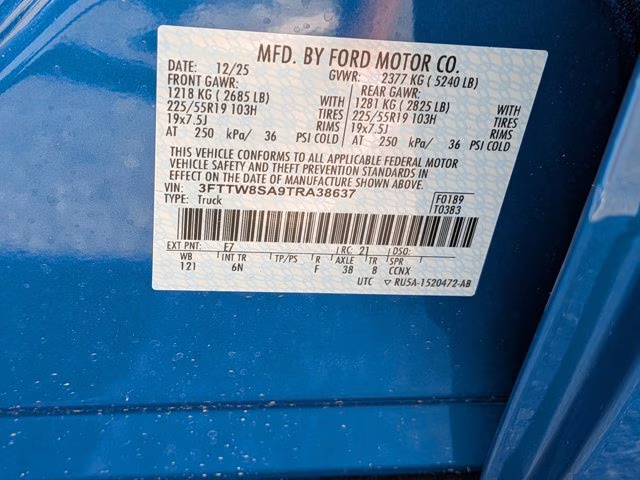 MFD. BY FORD MOTOR CO.
DATE: 12/25 GVWR: 2377 KG ( 5240 LB)
FRONT GAWR: REAR GAWR:
1218 KG ( 2685 LB) WITH 1281 KG ( 2825 LB) WITH
225/55R19 103H TIRES 225/55R19 103H TIRES
19x7.5J RIMS 19x7.5J RIMS
AT 250 kPa/ 36 PSI COLD AT 250 kPa/ 36 PSI COLD
THIS VEHICLE CONFORMS TO ALL APPLICABLE FEDERAL MOTOR
VEHICLE SAFETY AND THEFT PREVENTION STANDARDS IN
EFFECT ON THE DATE OF MANUFACTURE SHOWN ABOVE.
VIN: 3FTTW8SA9TRA38637 F0189
TYPE: Truck T0383
EXT PNT: E7 RC: 21 DSO:
WB INT TR TP/PS R AXLE TR SPR
121 6N F 38 8 CCNX
UTC ▽ RU5A-1520472-AB